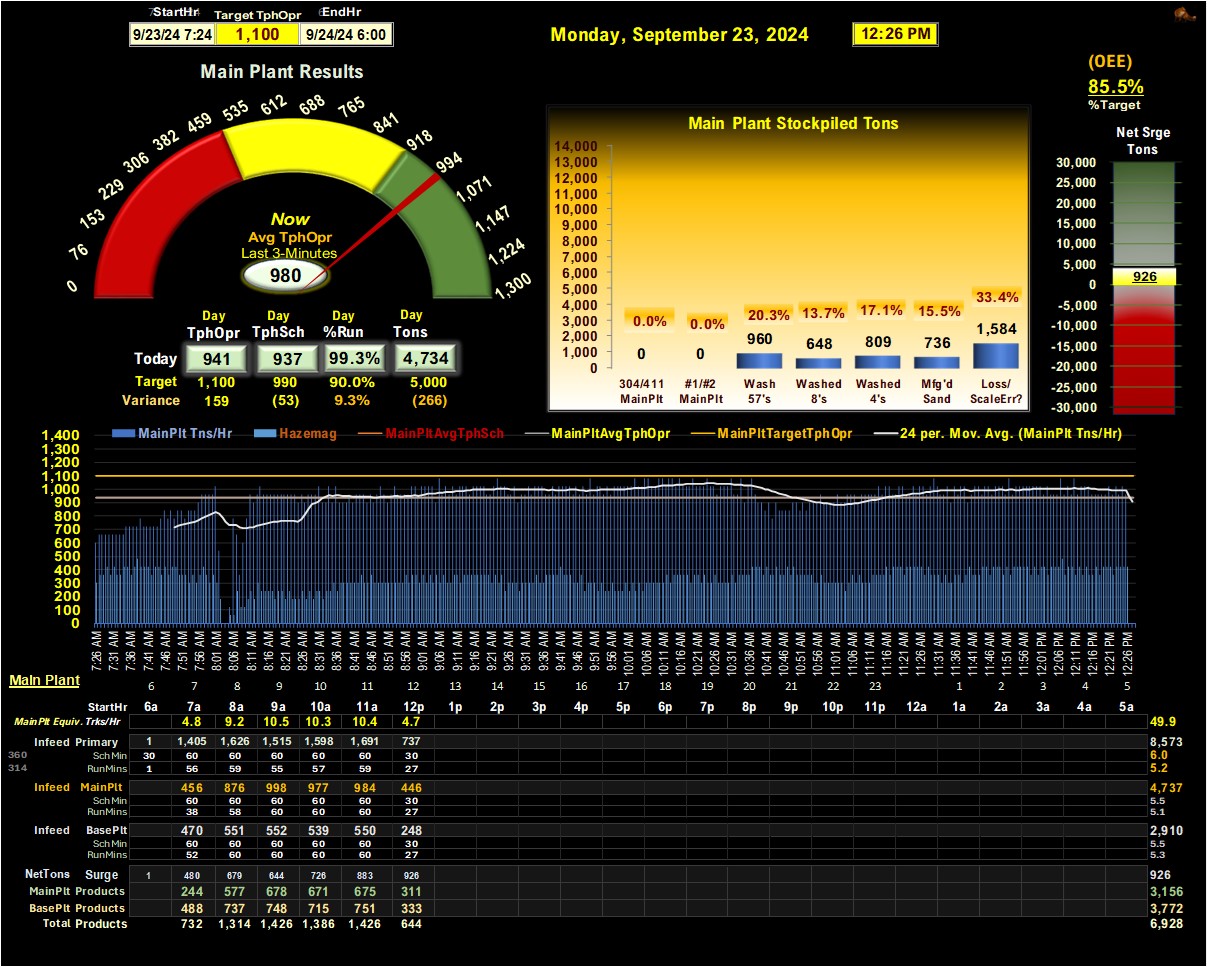 StartHr Target TphOpr EndHr
9/23/24 7:24 1,100 9/24/24 6:00
Monday, September 23, 2024 12:26 PM
(OEE)
85.5%
%Target
Main Plant Results
0 76 153 229 306 382 459 535 612 688 765 841 918 994 1,071 1,147 1,224 1,300
Now
Avg TphOpr
Last 3-Minutes
980
Day Day Day Day
TphOpr TphSch %Run Tons
Today 941 937 99.3% 4,734
Target 1,100 990 90.0% 5,000
Variance 159 (53) 9.3% (266)
Main Plant Stockpiled Tons
14,000
13,000
12,000
11,000
10,000
9,000
8,000
7,000
6,000
5,000
4,000
3,000
2,000
1,000
0
0.0% 0.0% 20.3% 13.7% 17.1% 15.5% 33.4%
0 0 960 648 809 736 1,584
304/411 #1/#2 Wash Washed Washed Mfg'd Loss/
MainPlt MainPlt 57's 8's 4's Sand ScaleErr?
Net Srge
Tons
30,000
25,000
20,000
15,000
10,000
5,000
0
-5,000
-10,000
-15,000
-20,000
-25,000
-30,000
926
MainPlt Tns/Hr Hazemag MainPltAvgTphSch MainPltAvgTphOpr MainPltTargetTphOpr 24 per. Mov. Avg. (MainPlt Tns/Hr)
1,400
1,300
1,200
1,100
1,000
900
800
700
600
500
400
300
200
100
0
7:26 AM 7:31 AM 7:36 AM 7:41 AM 7:46 AM 7:51 AM 7:56 AM 8:01 AM 8:06 AM 8:11 AM 8:16 AM 8:21 AM 8:26 AM 8:31 AM 8:36 AM 8:41 AM 8:46 AM 8:51 AM 8:56 AM 9:01 AM 9:06 AM 9:11 AM 9:16 AM 9:21 AM 9:26 AM 9:31 AM 9:36 AM 9:41 AM 9:46 AM 9:51 AM 9:56 AM 10:01 AM 10:06 AM 10:11 AM 10:16 AM 10:21 AM 10:26 AM 10:31 AM 10:36 AM 10:41 AM 10:46 AM 10:51 AM 10:56 AM 11:01 AM 11:06 AM 11:11 AM 11:16 AM 11:21 AM 11:26 AM 11:31 AM 11:36 AM 11:41 AM 11:46 AM 11:51 AM 11:56 AM 12:01 PM 12:06 PM 12:11 PM 12:16 PM 12:21 PM 12:26 PM
Main Plant 6 7 8 9 10 11 12 13 14 15 16 17 18 19 20 21 22 23 1 2 3 4 5
StartHr 6a 7a 8a 9a 10a 11a 12p 1p 2p 3p 4p 5p 6p 7p 8p 9p 10p 11p 12a 1a 2a 3a 4a 5a
MainPlt Equiv. Trks/Hr 4.8 9.2 10.5 10.3 10.4 4.7 49.9
Infeed Primary 1 1,405 1,626 1,515 1,598 1,691 737 8,573
360 Sch Min 30 60 60 60 60 60 30 6.0
314 RunMins 1 56 59 55 57 59 27 5.2
Infeed MainPlt 456 876 998 977 984 446 4,737
Sch Min 60 60 60 60 60 30 5.5
RunMins 38 58 60 60 60 27 5.1
Infeed BasePlt 470 551 552 539 550 248 2,910
Sch Min 60 60 60 60 60 30 5.5
RunMins 52 60 60 60 60 27 5.3
NetTons Surge 1 480 679 644 726 883 926 926
MainPlt Products 244 577 678 671 675 311 3,156
BasePlt Products 488 737 748 715 751 333 3,772
Total Products 732 1,314 1,426 1,386 1,426 644 6,928